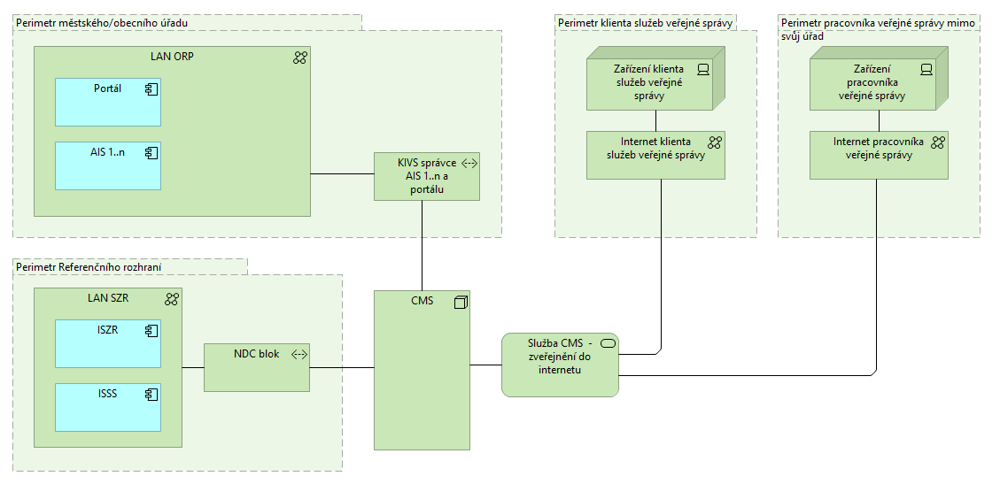 Perimetr městského/obecního úřadu
LAN ORP
Portál
AIS 1..n
KIVS správce
AIS 1..n a
portálu
Perimetr klienta služeb veřejné správy
Zařízení klienta
služeb veřejné
správy
Internet klienta
služeb veřejné správy
Perimetr pracovníka veřejné správy mimo
svůj úřad
Zařízení
pracovníka
veřejné správy
Internet pracovníka
veřejné správy
Perimetr Referenčního rozhraní
LAN SZR
ISZR
ISSS
NDC blok
CMS
Služba CMS -
zveřejnění do
internetu